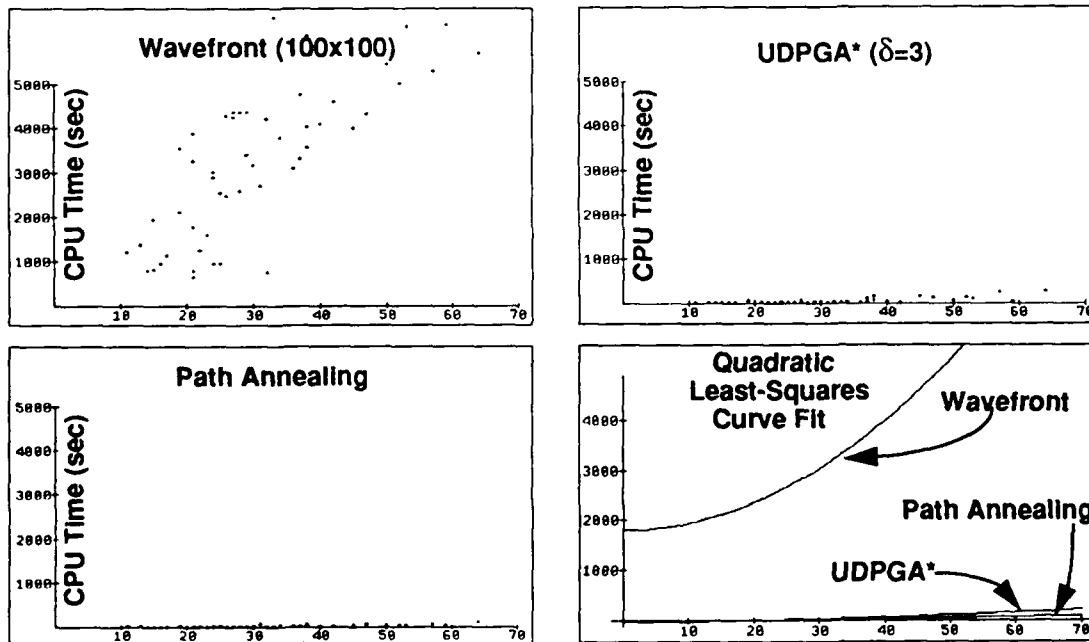 Wavefront (100x100)
CPU Time (sec)
5000
4000
3000
2000
1000
10 20 30 40 50 60 70
UDPGA* (δ=3)
CPU Time (sec)
5000
4000
3000
2000
1000
10 20 30 40 50 60 70
Path Annealing
CPU Time (sec)
5000
4000
3000
2000
1000
10 20 30 40 50 60 70
Quadratic
Least-Squares
Curve Fit
Wavefront
Path Annealing
UDPGA*
4000
3000
2000
1000
10 20 30 40 50 60 70